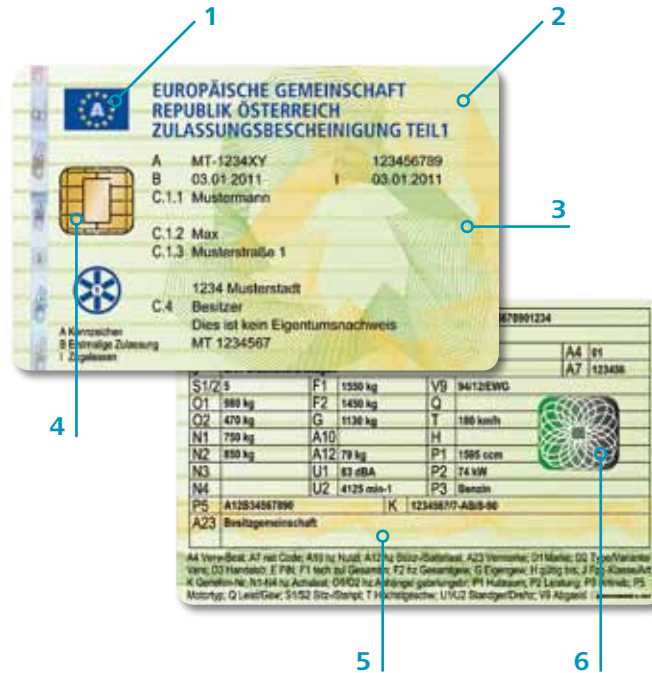 1
2
A
EUROPÄISCHE GEMEINSCHAFT
REPUBLIK ÖSTERREICH
ZULASSUNGSBESCHEINIGUNG TEIL1
A MT-1234XY 123456789
B 03.01.2011 I 03.01.2011
C.1.1 Mustermann
3
C.1.2 Max
C.1.3 Musterstraße 1
1234 Musterstadt
C.4 Besitzer
Dies ist kein Eigentumsnachweis
MT 1234567
A Kennzeichen
B Erstmalige Zulassung
I Zugelassen
4
5678901234
A4 01
A7 123456
S1/2 5 F1 1550 kg V9 94/12/EWG
O1 980 kg F2 1450 kg Q
O2 470 kg G 1130 kg T 180 km/h
N1 750 kg A10 H
N2 850 kg A12 79 kg P1 1595 ccm
N3 U1 83 dBA P2 74 kW
N4 U2 4125 min-1 P3 Benzin
P5 A12B34567890 K
A23 Besitzgemeinschaft
5
6